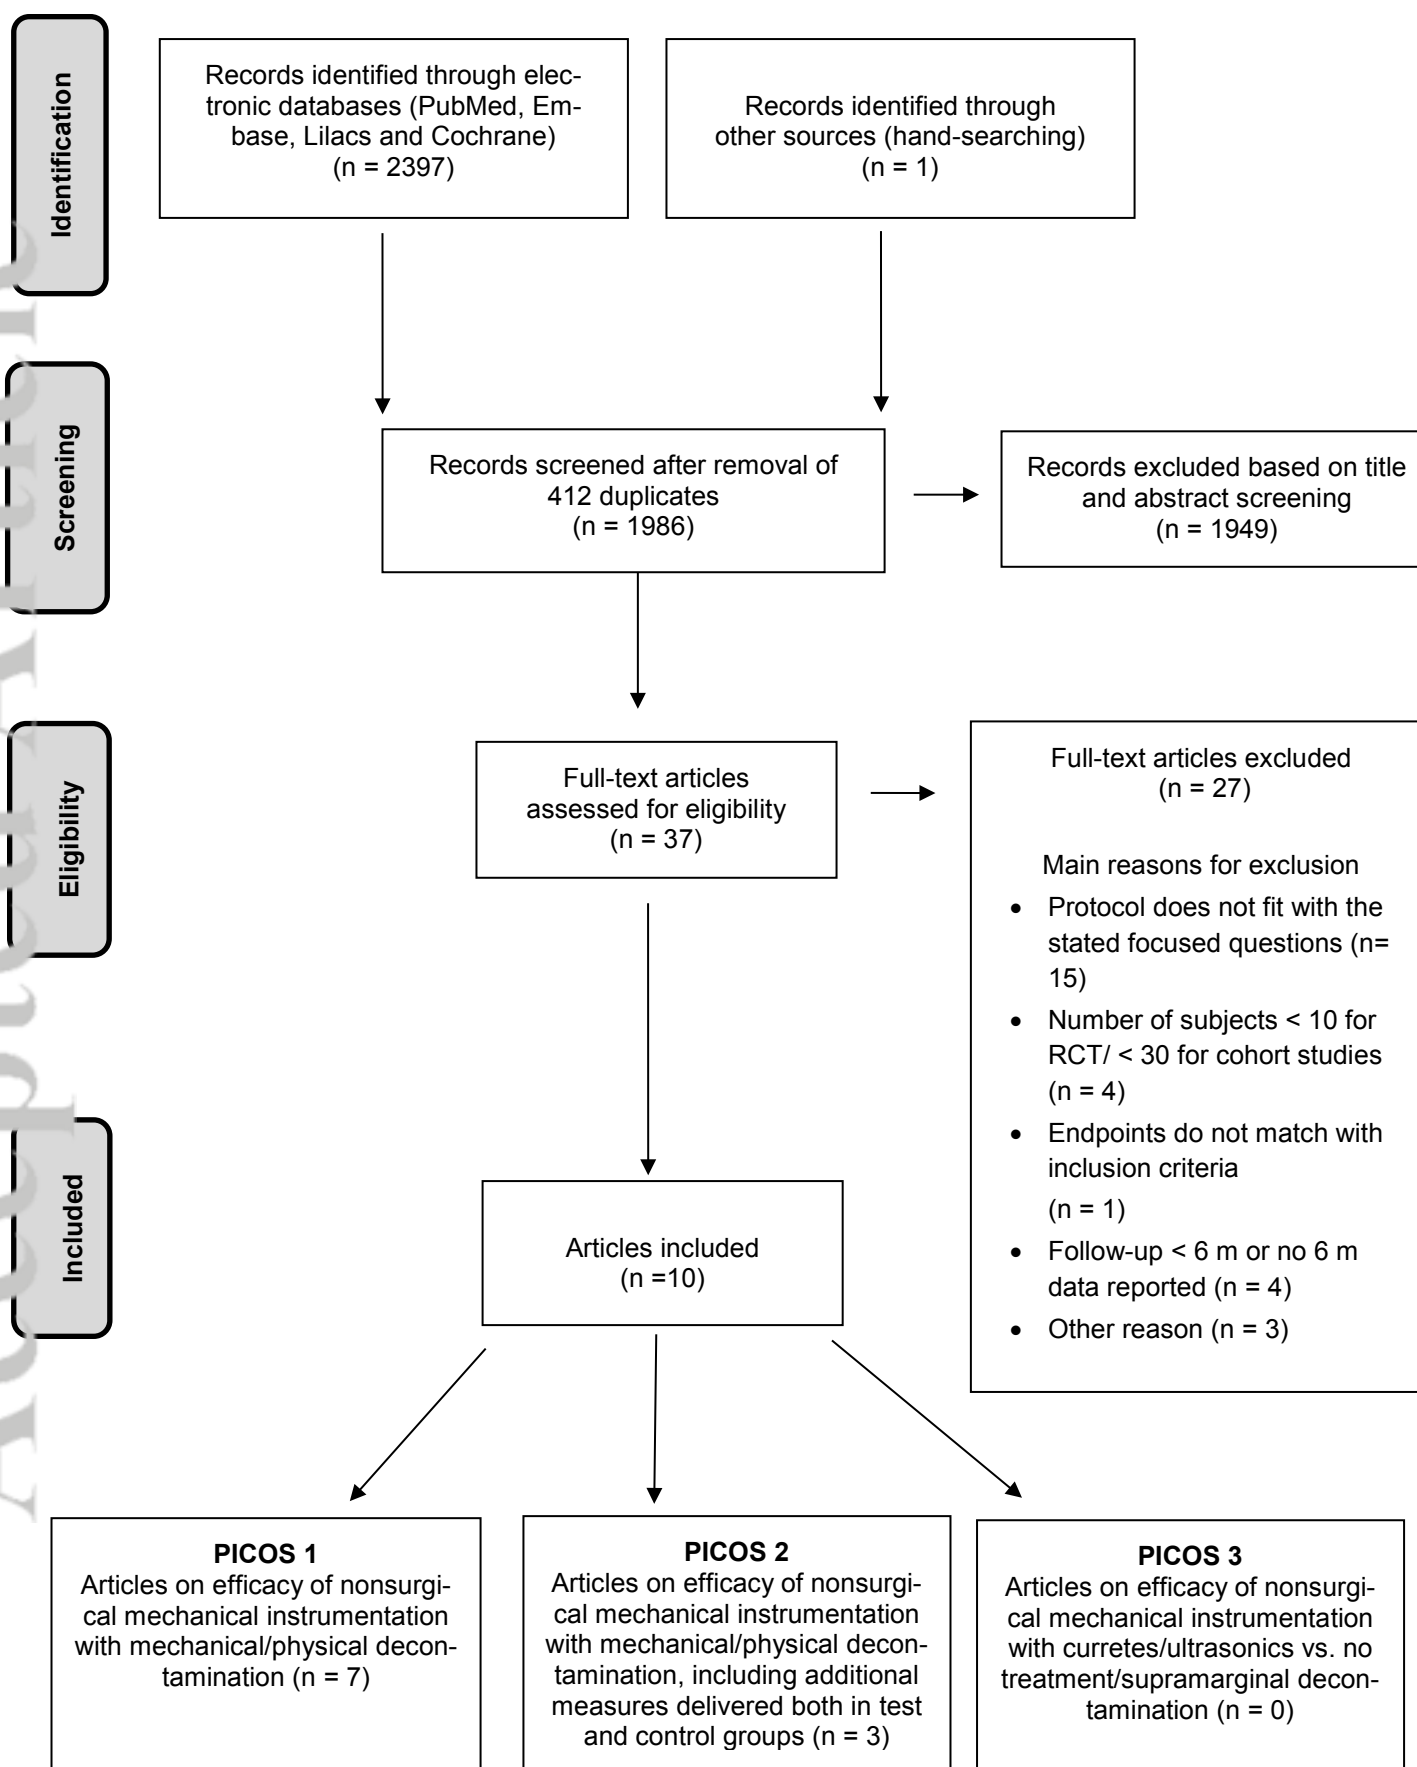 Identification
Records identified through elec-
tronic databases (PubMed, Em-
base, Lilacs and Cochrane)
(n = 2397)
Records identified through
other sources (hand-searching)
(n = 1)
Screening
Records screened after removal of
412 duplicates
(n = 1986)
Records excluded based on title
and abstract screening
(n = 1949)
Eligibility
Full-text articles
assessed for eligibility
(n = 37)
Full-text articles excluded
(n = 27)
Main reasons for exclusion
• Protocol does not fit with the
stated focused questions (n=
15)
• Number of subjects < 10 for
RCT/ < 30 for cohort studies
(n = 4)
• Endpoints do not match with
inclusion criteria
(n = 1)
• Follow-up < 6 m or no 6 m
data reported (n = 4)
• Other reason (n = 3)
Included
Articles included
(n =10)
PICOS 1
Articles on efficacy of nonsurgi-
cal mechanical instrumentation
with mechanical/physical decon-
tamination (n = 7)
PICOS 2
Articles on efficacy of nonsurgi-
cal mechanical instrumentation
with mechanical/physical decon-
tamination, including additional
measures delivered both in test
and control groups (n = 3)
PICOS 3
Articles on efficacy of nonsurgi-
cal mechanical instrumentation
with curretes/ultrasonics vs. no
treatment/supramarginal decon-
tamination (n = 0)
Accepted Article